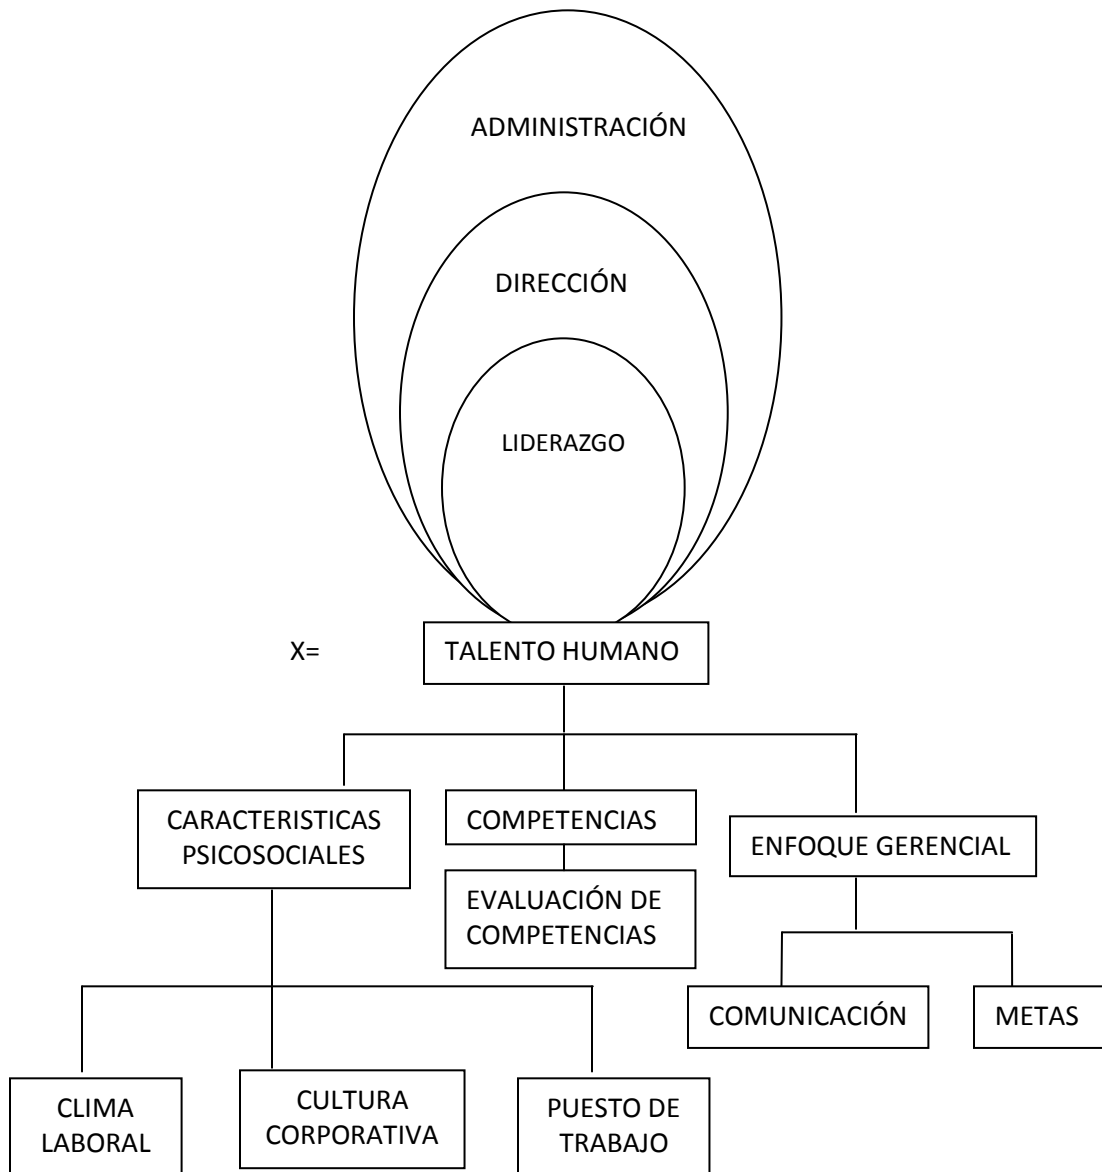 ADMINISTRACIÓN
DIRECCIÓN
LIDERAZGO
X=
TALENTO HUMANO
CARACTERISTICAS
PSICOSOCIALES
COMPETENCIAS
ENFOQUE GERENCIAL
EVALUACIÓN DE
COMPETENCIAS
COMUNICACIÓN
METAS
CLIMA
LABORAL
CULTURA
CORPORATIVA
PUESTO DE
TRABAJO